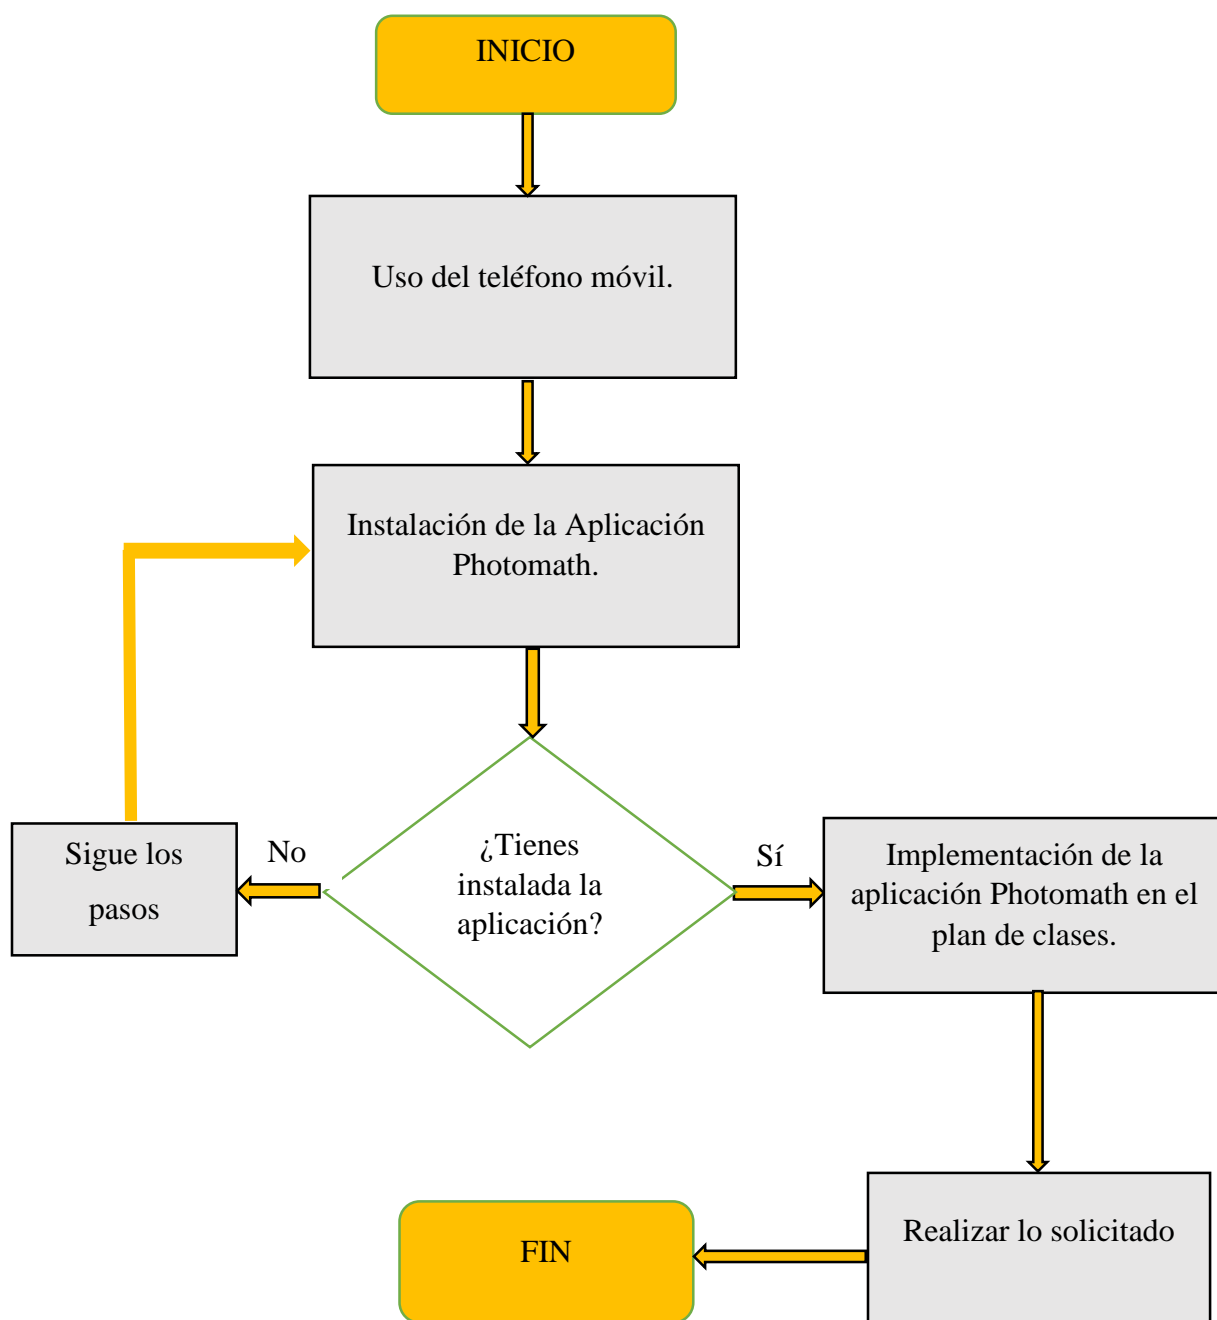 INICIO
Uso del teléfono móvil.
Instalación de la Aplicación
Photomath.
¿Tienes
instalada la
aplicación?
No
Sigue los
pasos
Sí
Implementación de la
aplicación Photomath en el
plan de clases.
Realizar lo solicitado
FIN